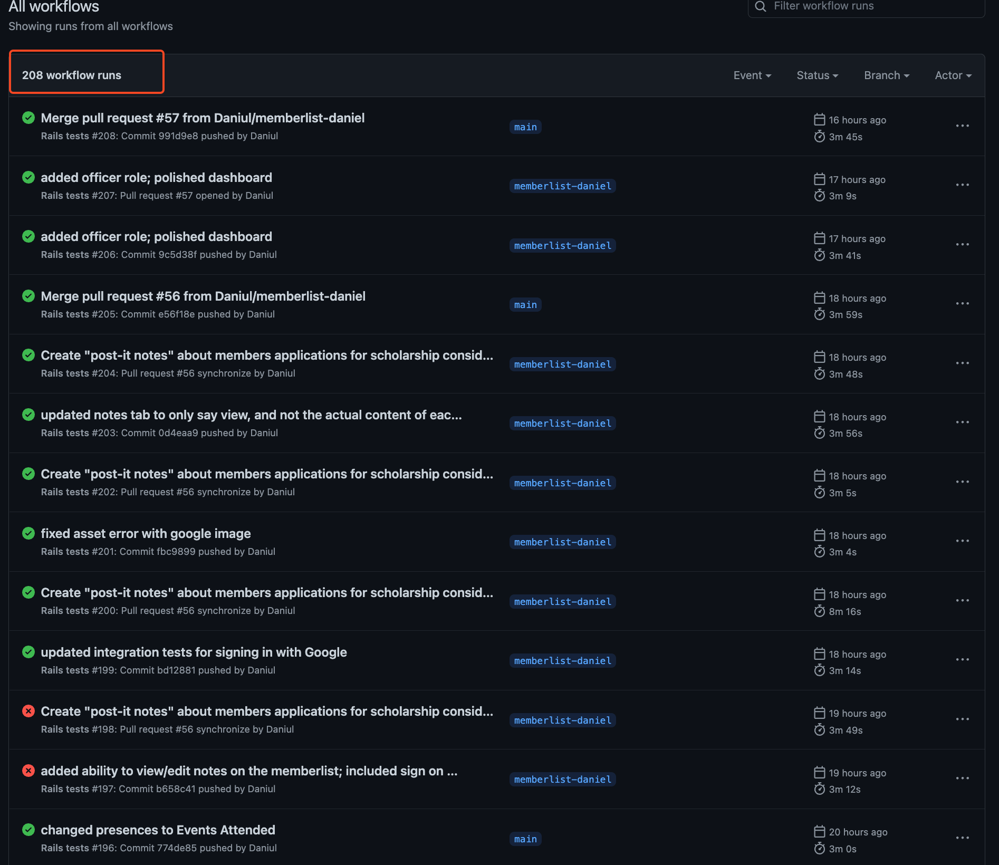 All workflows
Filter workflow runs
Showing runs from all workflows
208 workflow runs
Event
Status
Branch
Actor
Merge pull request #57 from Daniul/memberlist-daniel
Rails tests #208: Commit 991d9e8 pushed by Daniul
main
16 hours ago
3m 45s
added officer role; polished dashboard
Rails tests #207: Pull request #57 opened by Daniul
memberlist-daniel
17 hours ago
3m 9s
added officer role; polished dashboard
Rails tests #206: Commit 9c5d38f pushed by Daniul
memberlist-daniel
17 hours ago
3m 41s
Merge pull request #56 from Daniul/memberlist-daniel
Rails tests #205: Commit e56f18e pushed by Daniul
main
18 hours ago
3m 59s
Create "post-it notes" about members applications for scholarship consid...
Rails tests #204: Pull request #56 synchronize by Daniul
memberlist-daniel
18 hours ago
3m 48s
updated notes tab to only say view, and not the actual content of eac...
Rails tests #203: Commit 0d4eaa9 pushed by Daniul
memberlist-daniel
18 hours ago
3m 56s
Create "post-it notes" about members applications for scholarship consid...
Rails tests #202: Pull request #56 synchronize by Daniul
memberlist-daniel
18 hours ago
3m 5s
fixed asset error with google image
Rails tests #201: Commit fbc9899 pushed by Daniul
memberlist-daniel
18 hours ago
3m 4s
Create "post-it notes" about members applications for scholarship consid...
Rails tests #200: Pull request #56 synchronize by Daniul
memberlist-daniel
18 hours ago
8m 16s
updated integration tests for signing in with Google
Rails tests #199: Commit bd12881 pushed by Daniul
memberlist-daniel
18 hours ago
3m 14s
Create "post-it notes" about members applications for scholarship consid...
Rails tests #198: Pull request #56 synchronize by Daniul
memberlist-daniel
19 hours ago
3m 49s
added ability to view/edit notes on the memberlist; included sign on ...
Rails tests #197: Commit b658c41 pushed by Daniul
memberlist-daniel
19 hours ago
3m 12s
changed presences to Events Attended
Rails tests #196: Commit 774de85 pushed by Daniul
main
20 hours ago
3m 0s